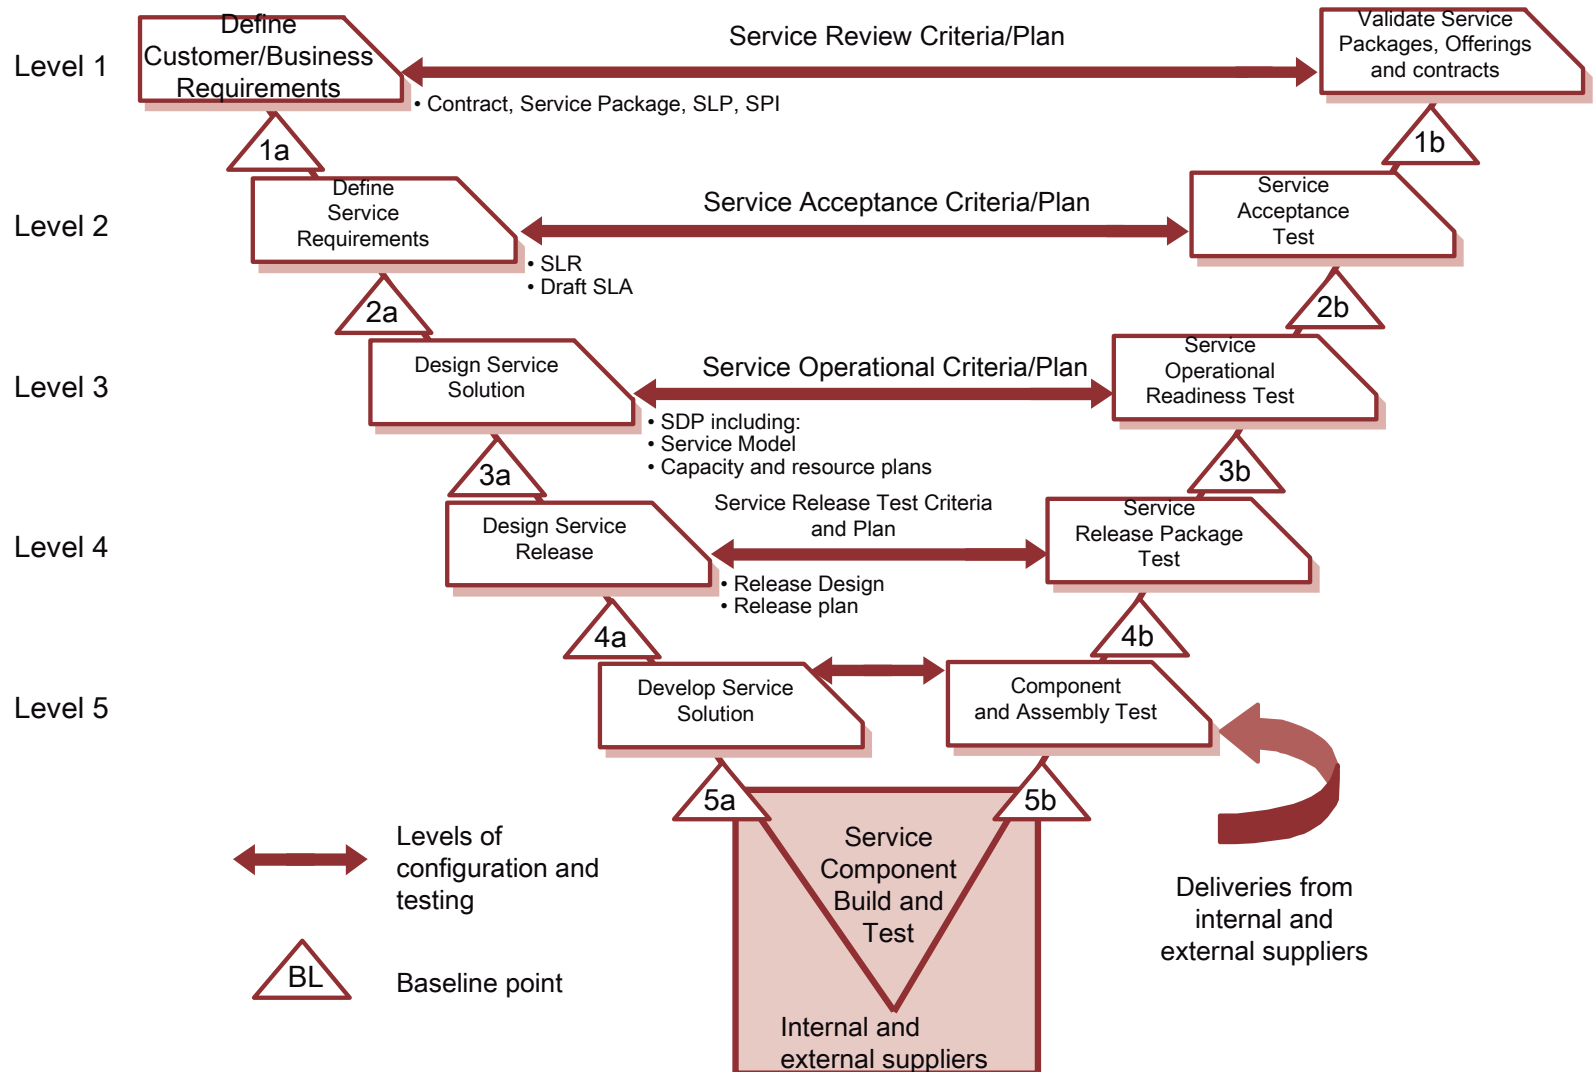 Level 1
Define
Customer/Business
Requirements
Service Review Criteria/Plan
• Contract, Service Package, SLP, SPI
Validate Service
Packages, Offerings
and contracts
1a
1b
Level 2
Define
Service
Requirements
Service Acceptance Criteria/Plan
• SLR
• Draft SLA
Service
Acceptance
Test
2a
2b
Level 3
Design Service
Solution
Service Operational Criteria/Plan
• SDP including:
• Service Model
• Capacity and resource plans
Service
Operational
Readiness Test
3a
3b
Level 4
Design Service
Release
Service Release Test Criteria
and Plan
• Release Design
• Release plan
Service
Release Package
Test
4a
4b
Level 5
Develop Service
Solution
Component
and Assembly Test
5a
5b
Service
Component
Build and
Test
Internal and
external suppliers
Deliveries from
internal and
external suppliers
Levels of
configuration and
testing
BL
Baseline point